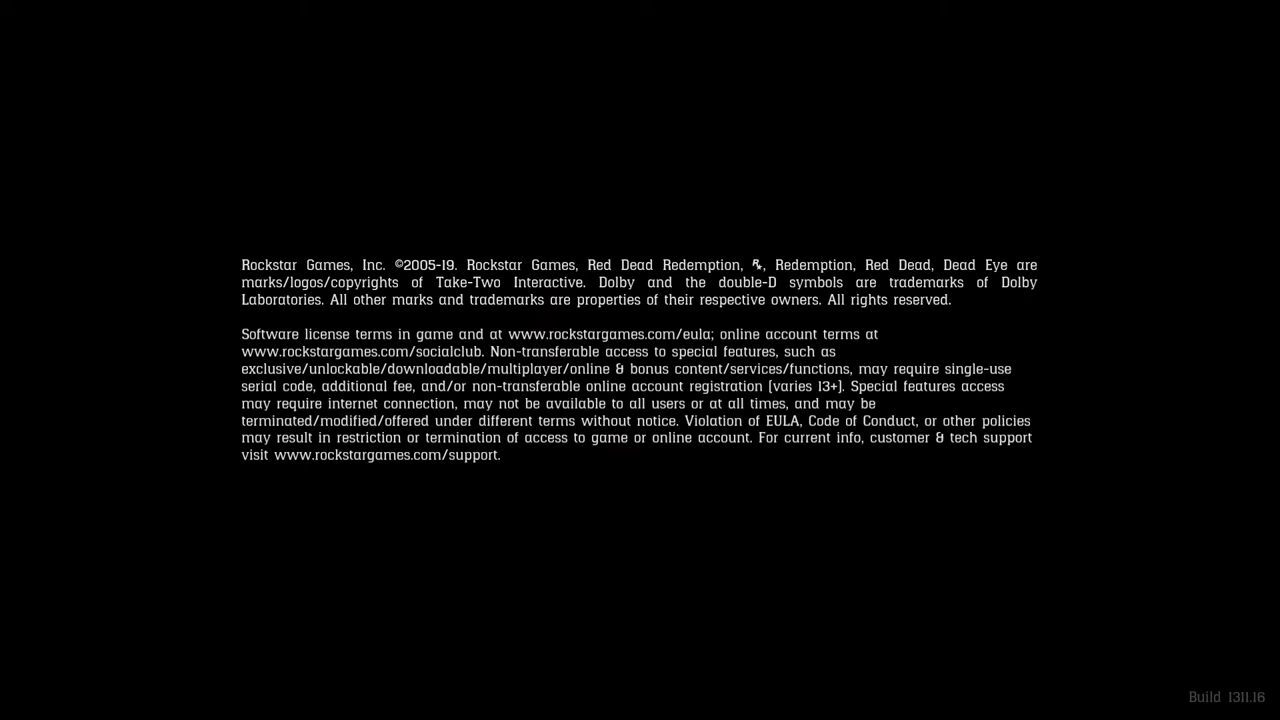 Rockstar Games, Inc. ©2005-19. Rockstar Games, Red Dead Redemption, R★, Redemption, Red Dead, Dead Eye are
marks/logos/copyrights of Take-Two Interactive. Dolby and the double-D symbols are trademarks of Dolby
Laboratories. All other marks and trademarks are properties of their respective owners. All rights reserved.
Software license terms in game and at www.rockstargames.com/eula; online account terms at
www.rockstargames.com/socialclub. Non-transferable access to special features, such as
exclusive/unlockable/downloadable/multiplayer/online & bonus content/services/functions, may require single-use
serial code, additional fee, and/or non-transferable online account registration (varies 13+). Special features access
may require internet connection, may not be available to all users or at all times, and may be
terminated/modified/offered under different terms without notice. Violation of EULA, Code of Conduct, or other policies
may result in restriction or termination of access to game or online account. For current info, customer & tech support
visit www.rockstargames.com/support.
Build 1311.16